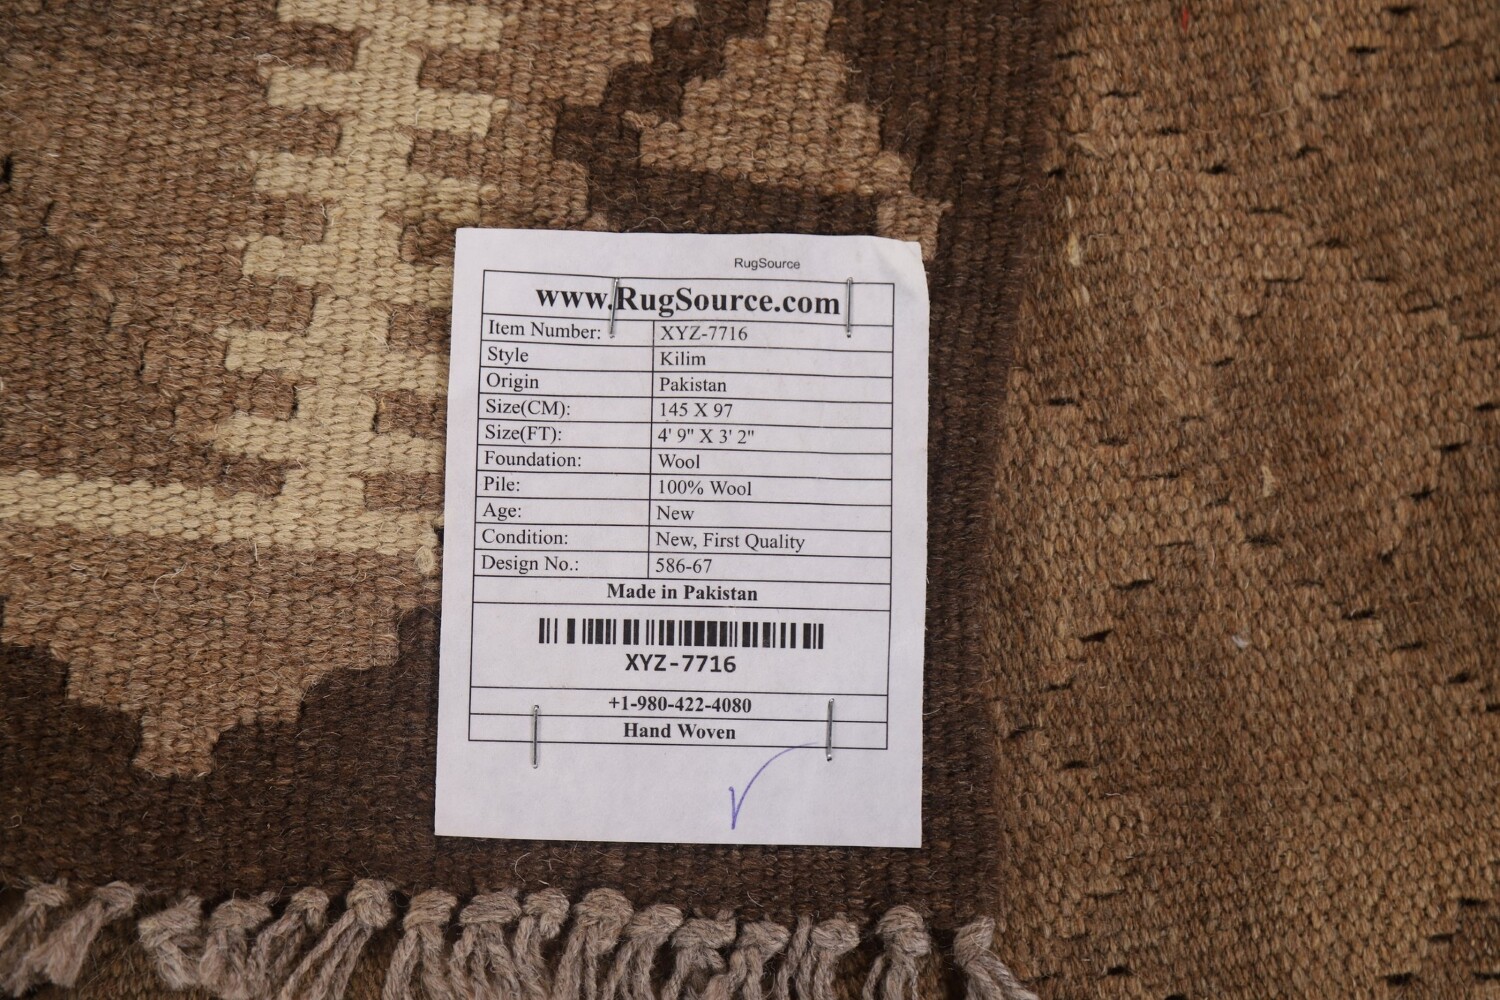 RugSource
www.RugSource.com
Item Number: XYZ-7716
Style Kilim
Origin Pakistan
Size(CM): 145 X 97
Size(FT): 4' 9" X 3' 2"
Foundation: Wool
Pile: 100% Wool
Age: New
Condition: New, First Quality
Design No.: 586-67
Made in Pakistan
XYZ-7716
+1-980-422-4080
Hand Woven